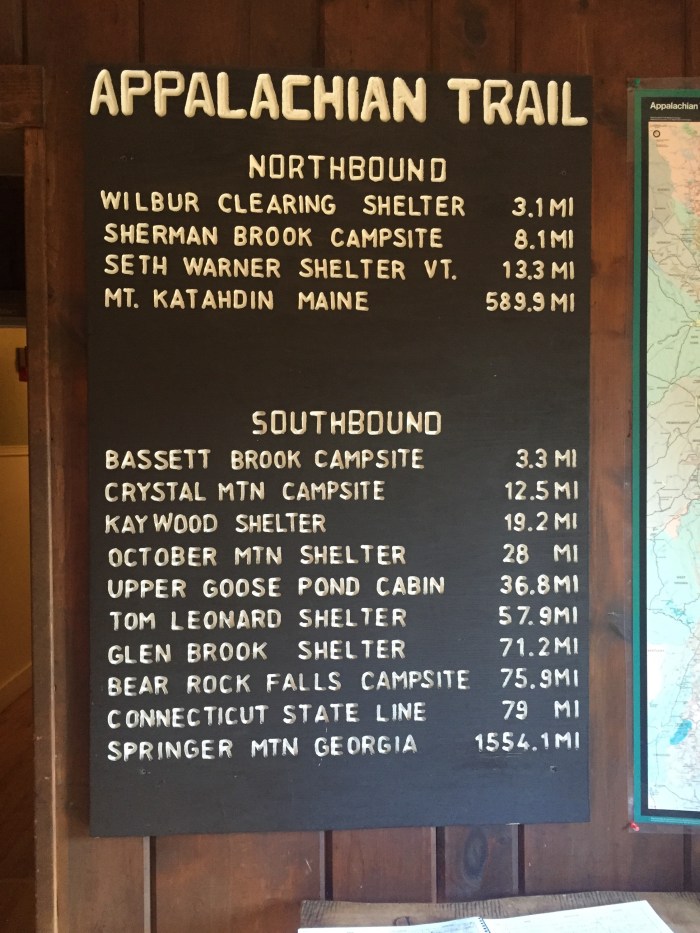 APPALACHIAN TRAIL
NORTHBOUND
WILBUR CLEARING SHELTER 3.1 MI
SHERMAN BROOK CAMPSITE 8.1 MI
SETH WARNER SHELTER VT. 13.3 MI
MT. KATAHDIN MAINE 589.9 MI
SOUTHBOUND
BASSETT BROOK CAMPSITE 3.3 MI
CRYSTAL MTN CAMPSITE 12.5 MI
KAY WOOD SHELTER 19.2 MI
OCTOBER MTN SHELTER 28 MI
UPPER GOOSE POND CABIN 36.8 MI
TOM LEONARD SHELTER 57.9 MI
GLEN BROOK SHELTER 71.2 MI
BEAR ROCK FALLS CAMPSITE 75.9 MI
CONNECTICUT STATE LINE 79 MI
SPRINGER MTN GEORGIA 1554.1 MI
Appalachian